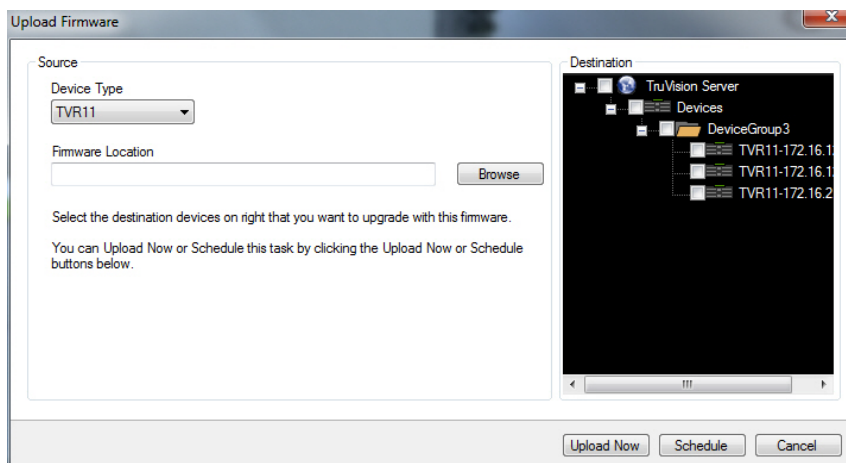 Upload Firmware
Source
Device Type
TVR11
Firmware Location
Browse
Select the destination devices on right that you want to upgrade with this firmware.
You can Upload Now or Schedule this task by clicking the Upload Now or Schedule
buttons below.
Destination
TruVision Server
Devices
DeviceGroup3
TVR11-172.16.1
TVR11-172.16.1
TVR11-172.16.2
Upload Now
Schedule
Cancel